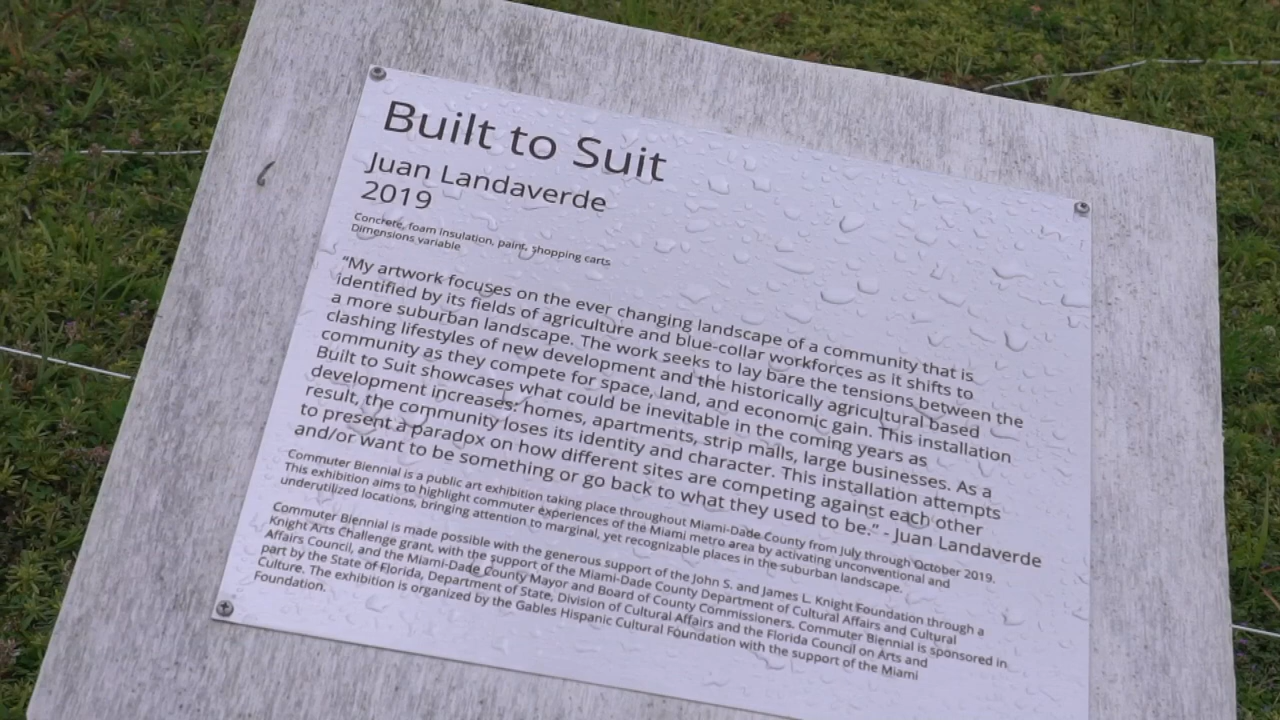 Built to Suit
Juan Landaverde
2019
Concrete, foam insulation, paint, shopping carts
Dimensions variable
“My artwork focuses on the ever changing landscape of a community that is
identified by its fields of agriculture and blue-collar workforces as it shifts to
a more suburban landscape. The work seeks to lay bare the tensions between the
clashing lifestyles of new development and the historically agricultural based
community as they compete for space, land, and economic gain. This installation
Built to Suit showcases what could be inevitable in the coming years as
development increases: homes, apartments, strip malls, large businesses. As a
result, the community loses its identity and character. This installation attempts
to present a paradox on how different sites are competing against each other
and/or want to be something or go back to what they used to be.” - Juan Landaverde
Commuter Biennial is a public art exhibition taking place throughout Miami-Dade County from July through October 2019.
This exhibition aims to highlight commuter experiences of the Miami metro area by activating unconventional and
underutilized locations, bringing attention to marginal, yet recognizable places in the suburban landscape.
Commuter Biennial is made possible with the generous support of the John S. and James L. Knight Foundation through a
Knight Arts Challenge grant, with the support of the Miami-Dade County Department of Cultural Affairs and Cultural
Affairs Council, and the Miami-Dade County Mayor and Board of County Commissioners. Commuter Biennial is sponsored in
part by the State of Florida, Department of State, Division of Cultural Affairs and the Florida Council on Arts and
Culture. The exhibition is organized by the Gables Hispanic Cultural Foundation with the support of the Miami
Foundation.